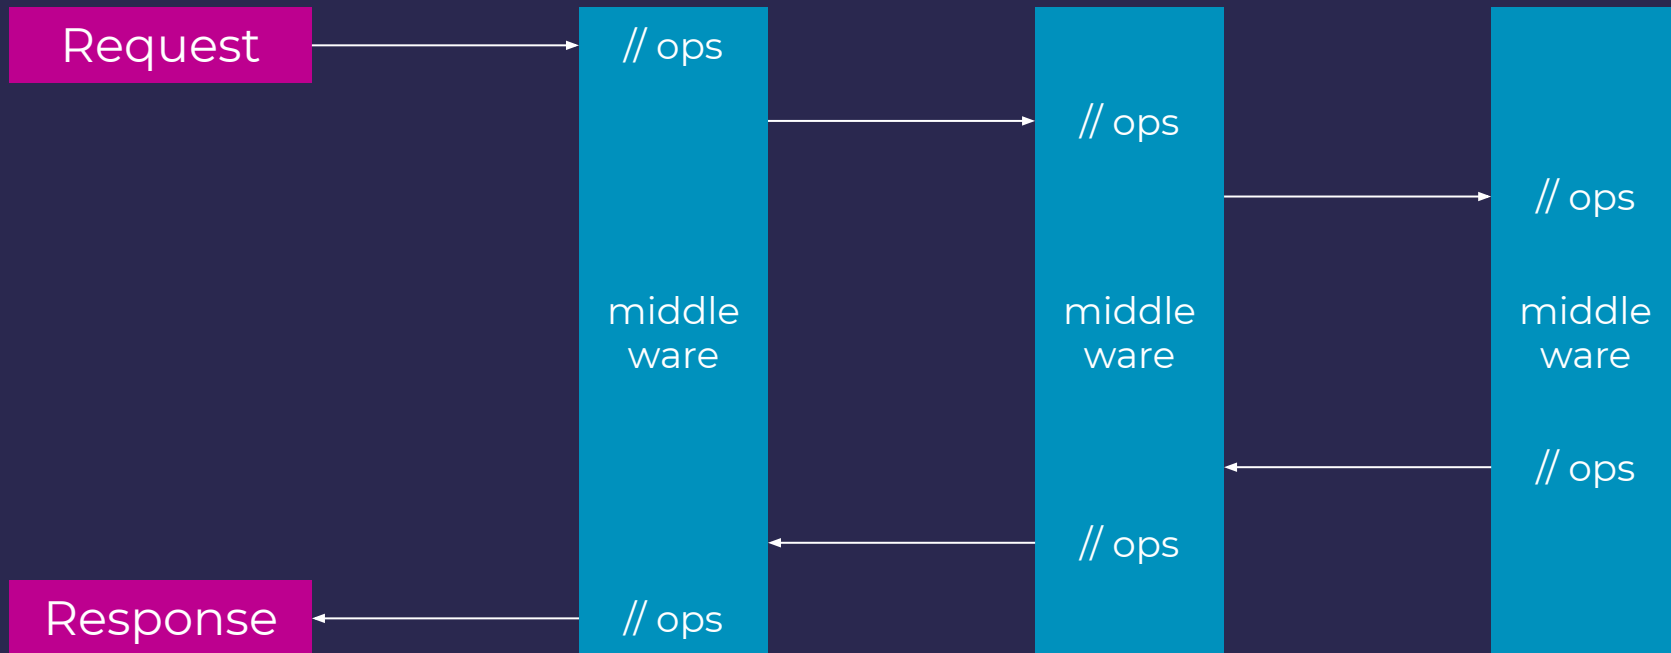 Request
// ops
// ops
// ops
middle
ware
middle
ware
middle
ware
// ops
// ops
Response
// ops